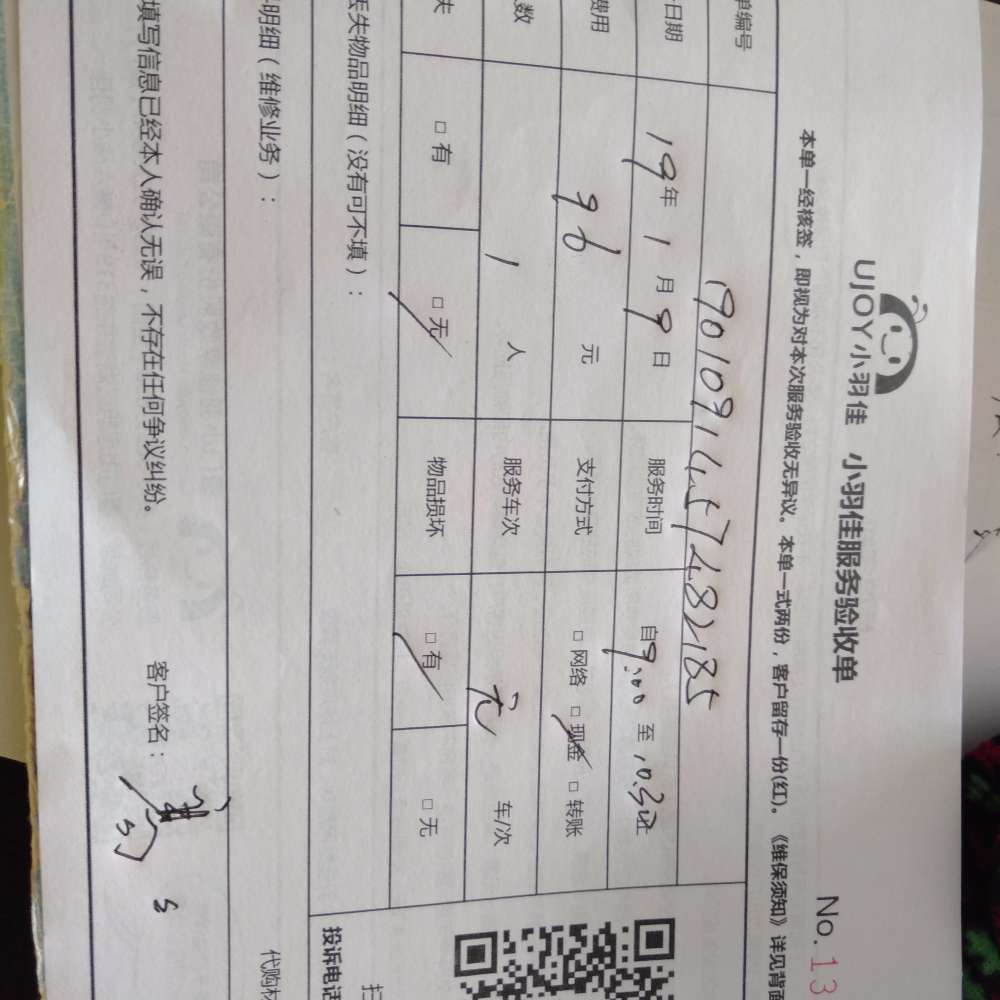 UJOY小羽佳 小羽佳服务验收单
No.13
本单一经核签，即视为对本次服务验收无异议。本单一式两份，客户留存一份(红)。《维保须知》详见背面
单编号 19010914574821185
日期 19年1月9日 服务时间 自9:00至10:30止
费用 96元 支付方式 □网络 □现金 □转账
数 1人 服务车次 无 车/次
失 □有 □无 物品损坏 □有 □无
丢失物品明细（没有可不填）：
明细（维修业务）：
投诉电话
扫
代购材
填写信息已经本人确认无误，不存在任何争议纠纷。 客户签名：